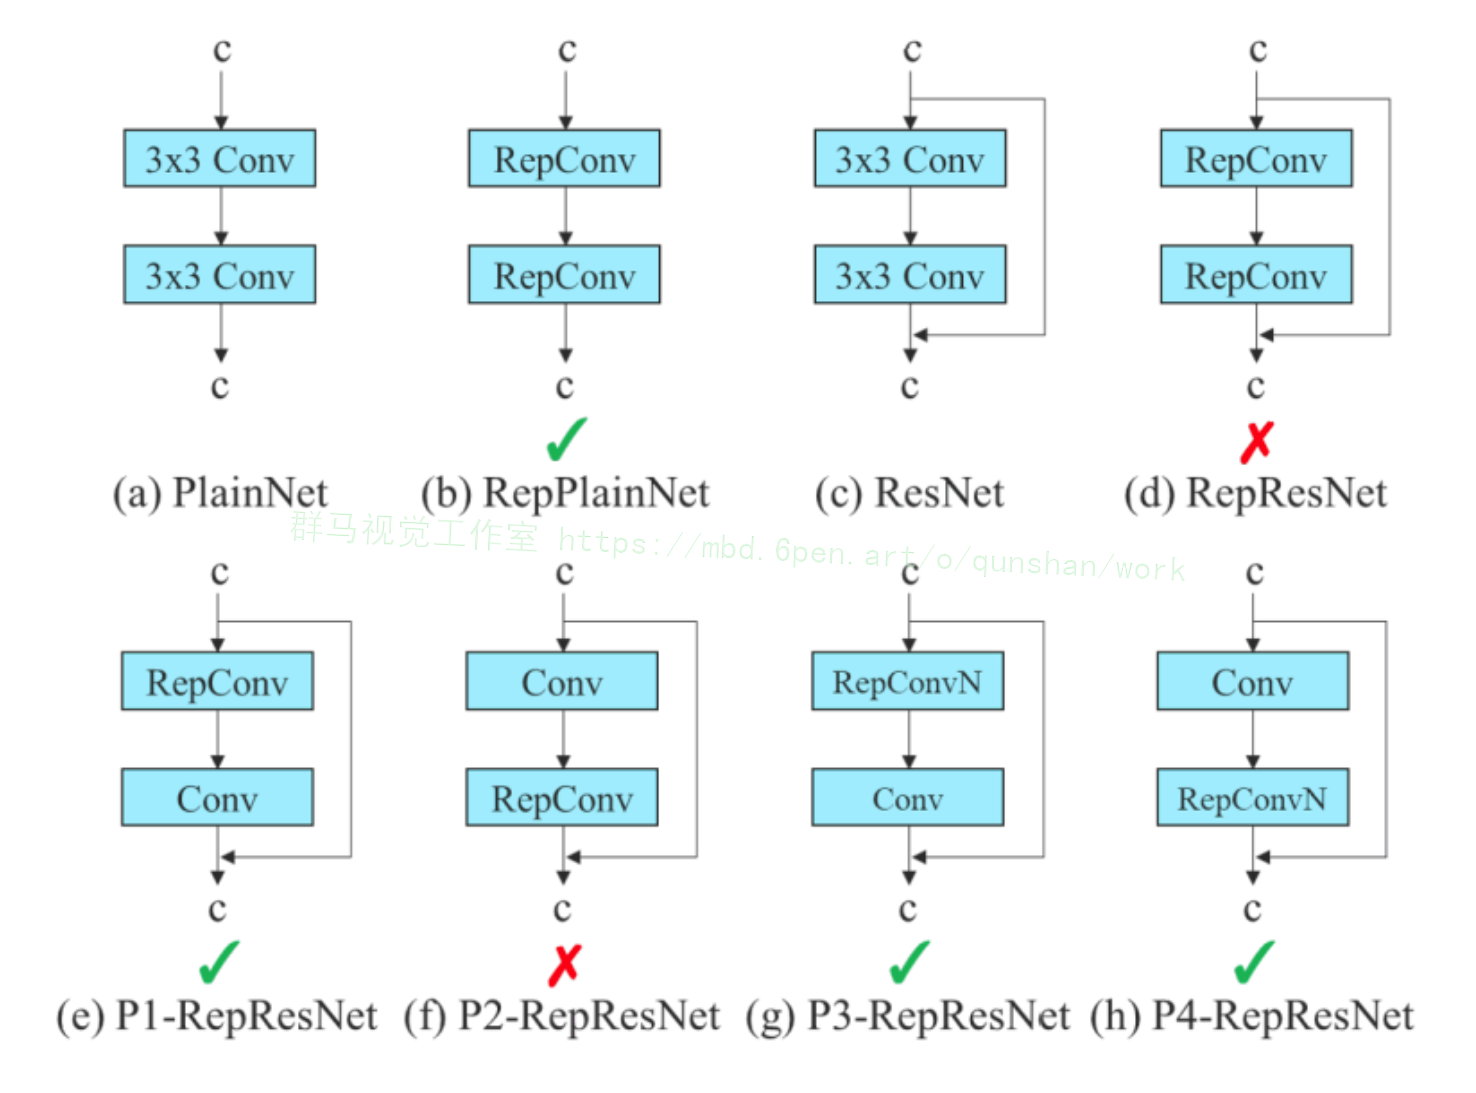 c c c c
3x3 Conv RepConv 3x3 Conv RepConv
3x3 Conv RepConv 3x3 Conv RepConv
c c c c
✓ ✗
(a) PlainNet (b) RepPlainNet (c) ResNet (d) RepResNet
群马视觉工作室 https://mbd.6pen.art/o/qunshan/work
c c c c
RepConv Conv RepConvN Conv
Conv RepConv Conv RepConvN
c c c c
✓ ✗ ✓ ✓
(e) P1-RepResNet (f) P2-RepResNet (g) P3-RepResNet (h) P4-RepResNet